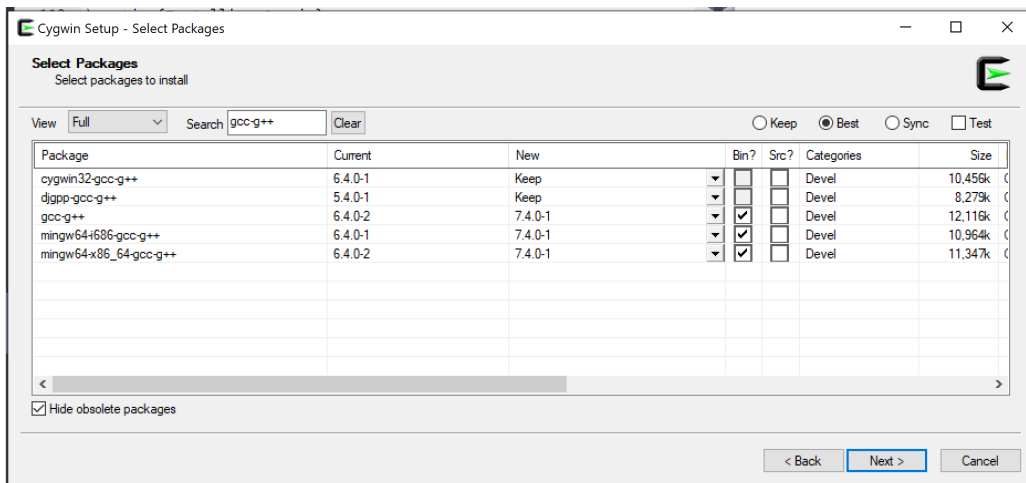 Cygwin Setup - Select Packages
Select Packages
Select packages to install
View Full Search gcc-g++ Clear Keep Best Sync Test
Package Current New Bin? Src? Categories Size
cygwin32-gcc-g++ 6.4.0-1 Keep Devel 10,456k
djgpp-gcc-g++ 5.4.0-1 Keep Devel 8,279k
gcc-g++ 6.4.0-2 7.4.0-1 Devel 12,116k
mingw64-i686-gcc-g++ 6.4.0-1 7.4.0-1 Devel 10,964k
mingw64-x86_64-gcc-g++ 6.4.0-2 7.4.0-1 Devel 11,347k
Hide obsolete packages
< Back Next > Cancel